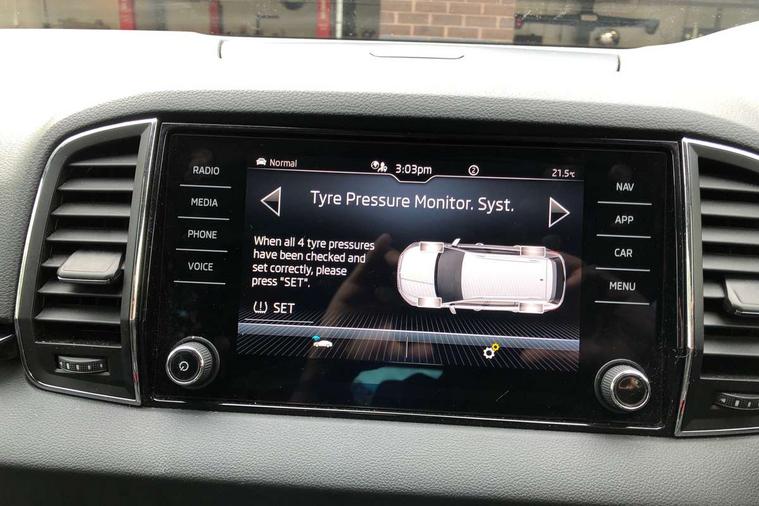 Normal
3:03pm
2
21.5°C
Tyre Pressure Monitor. Syst.
When all 4 tyre pressures
have been checked and
set correctly, please
press "SET".
SET
RADIO
MEDIA
PHONE
VOICE
NAV
APP
CAR
MENU